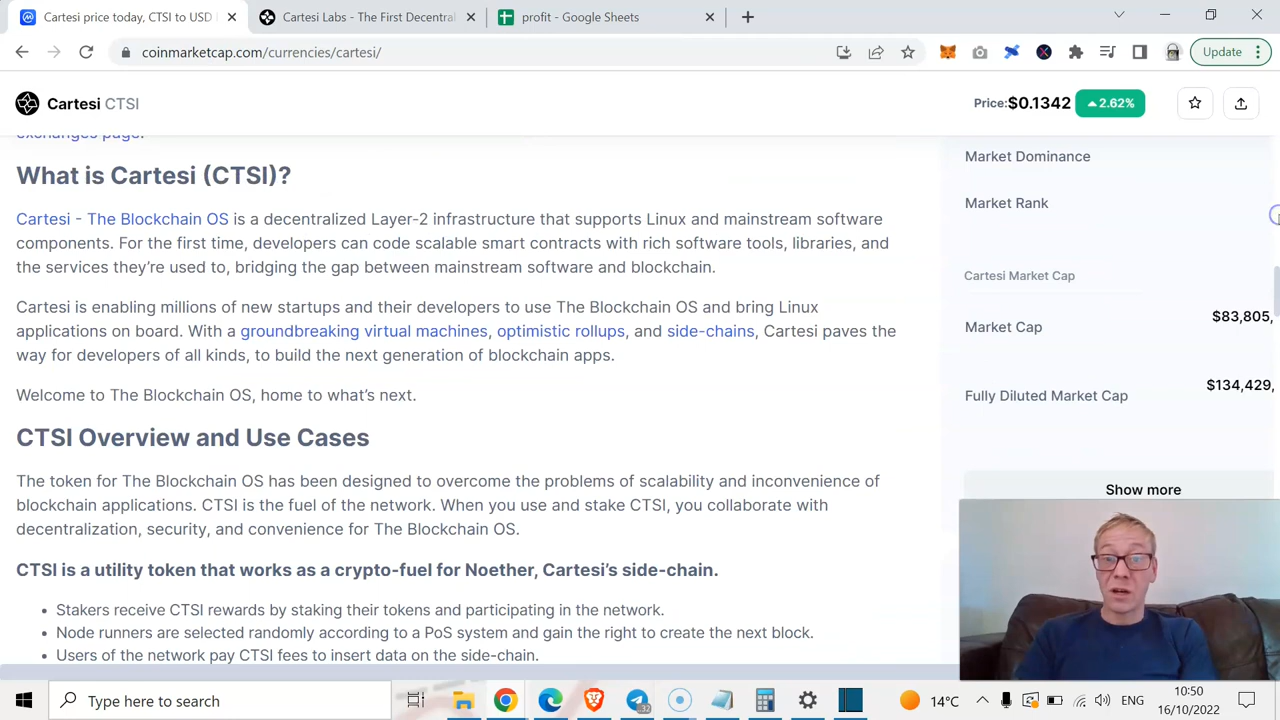 Cartesi price today, CTSI to USD
Cartesi Labs - The First Decentral
profit - Google Sheets
coinmarketcap.com/currencies/cartesi/
Update
Cartesi CTSI
Price:$0.1342
2.62%
exchanges page.
What is Cartesi (CTSI)?
Cartesi - The Blockchain OS is a decentralized Layer-2 infrastructure that supports Linux and mainstream software
components. For the first time, developers can code scalable smart contracts with rich software tools, libraries, and
the services they’re used to, bridging the gap between mainstream software and blockchain.
Cartesi is enabling millions of new startups and their developers to use The Blockchain OS and bring Linux
applications on board. With a groundbreaking virtual machines, optimistic rollups, and side-chains, Cartesi paves the
way for developers of all kinds, to build the next generation of blockchain apps.
Welcome to The Blockchain OS, home to what’s next.
CTSI Overview and Use Cases
The token for The Blockchain OS has been designed to overcome the problems of scalability and inconvenience of
blockchain applications. CTSI is the fuel of the network. When you use and stake CTSI, you collaborate with
decentralization, security, and convenience for The Blockchain OS.
CTSI is a utility token that works as a crypto-fuel for Noether, Cartesi’s side-chain.
• Stakers receive CTSI rewards by staking their tokens and participating in the network.
• Node runners are selected randomly according to a PoS system and gain the right to create the next block.
• Users of the network pay CTSI fees to insert data on the side-chain.
Market Dominance
Market Rank
Cartesi Market Cap
Market Cap
$83,805,
Fully Diluted Market Cap
$134,429,
Show more
Type here to search
32
14°C
ENG
10:50
16/10/2022